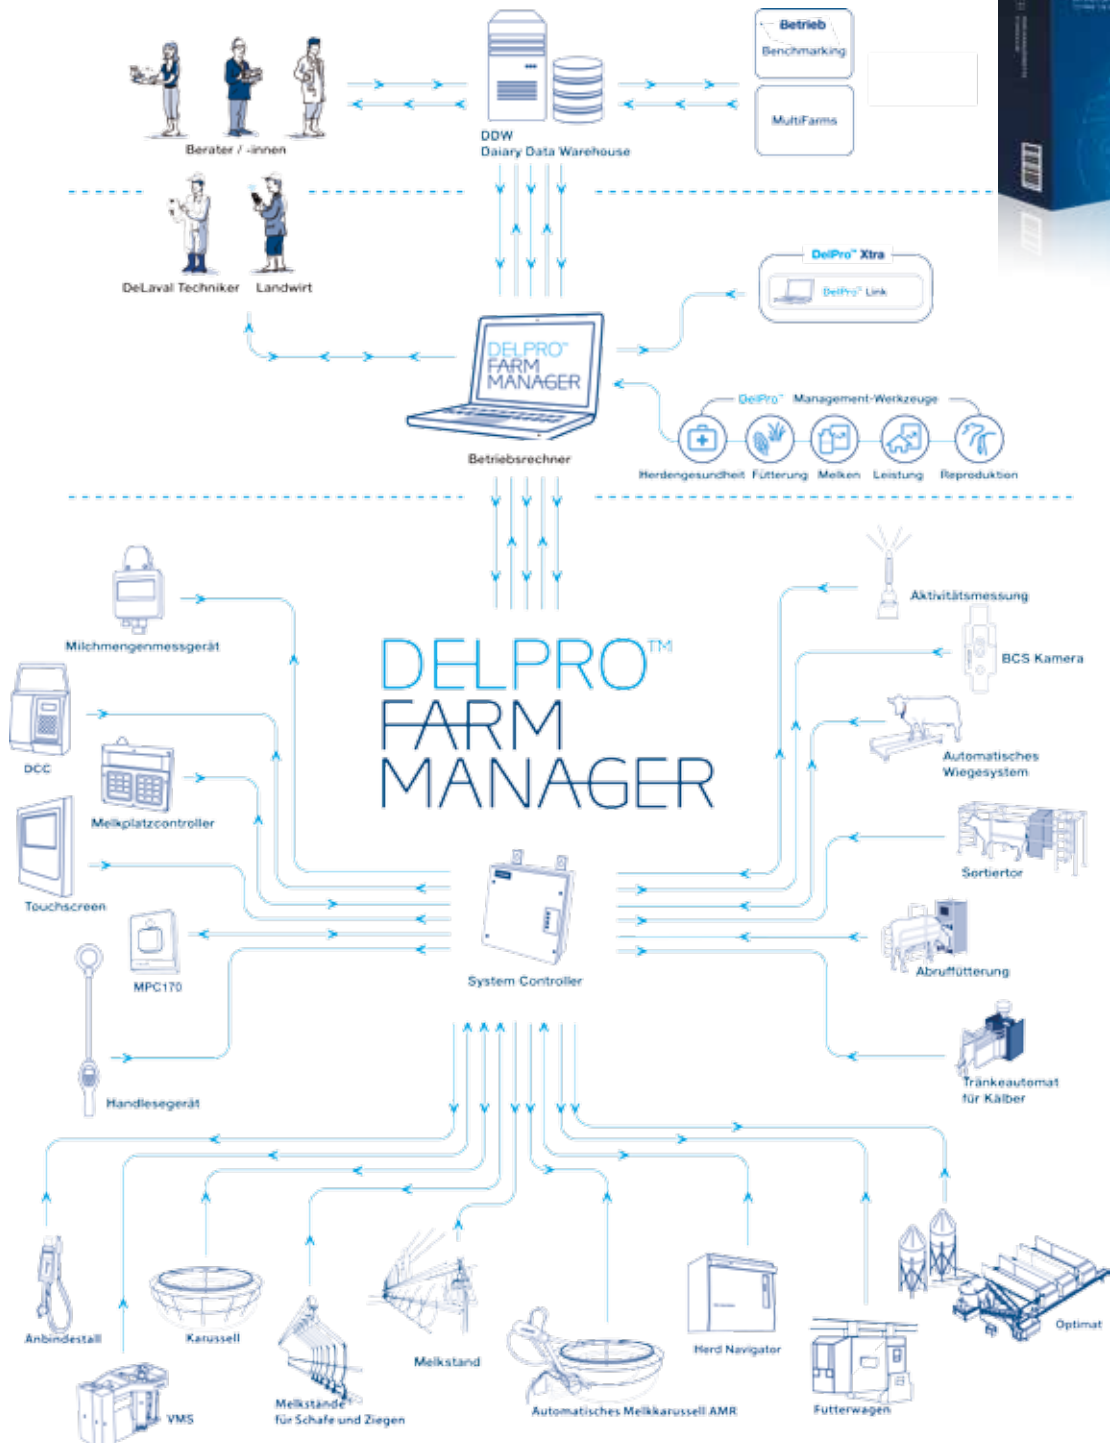 Betrieb
Benchmarking
MultiFarms
DDW
Daiary Data Warehouse
Berater / -innen
DeLaval Techniker
Landwirt
DelPro™ Xtra
DelPro™ Link
DELPRO™
FARM
MANAGER
Betriebsrechner
DelPro™ Management-Werkzeuge
Herdengesundheit
Fütterung
Melken
Leistung
Reproduktion
Milchmengenmessgerät
DCC
Melkplatzcontroller
Touchscreen
MPC170
Handlesegerät
DELPRO™
FARM
MANAGER
System Controller
Aktivitätsmessung
BCS Kamera
Automatisches
Wiegesystem
Sortiertor
Abruffütterung
Tränkeautomat
für Kälber
Anbindestall
VMS
Karussell
Melkstände
für Schafe und Ziegen
Melkstand
Automatisches Melkkarussell AMR
Herd Navigator
Futterwagen
Optimat